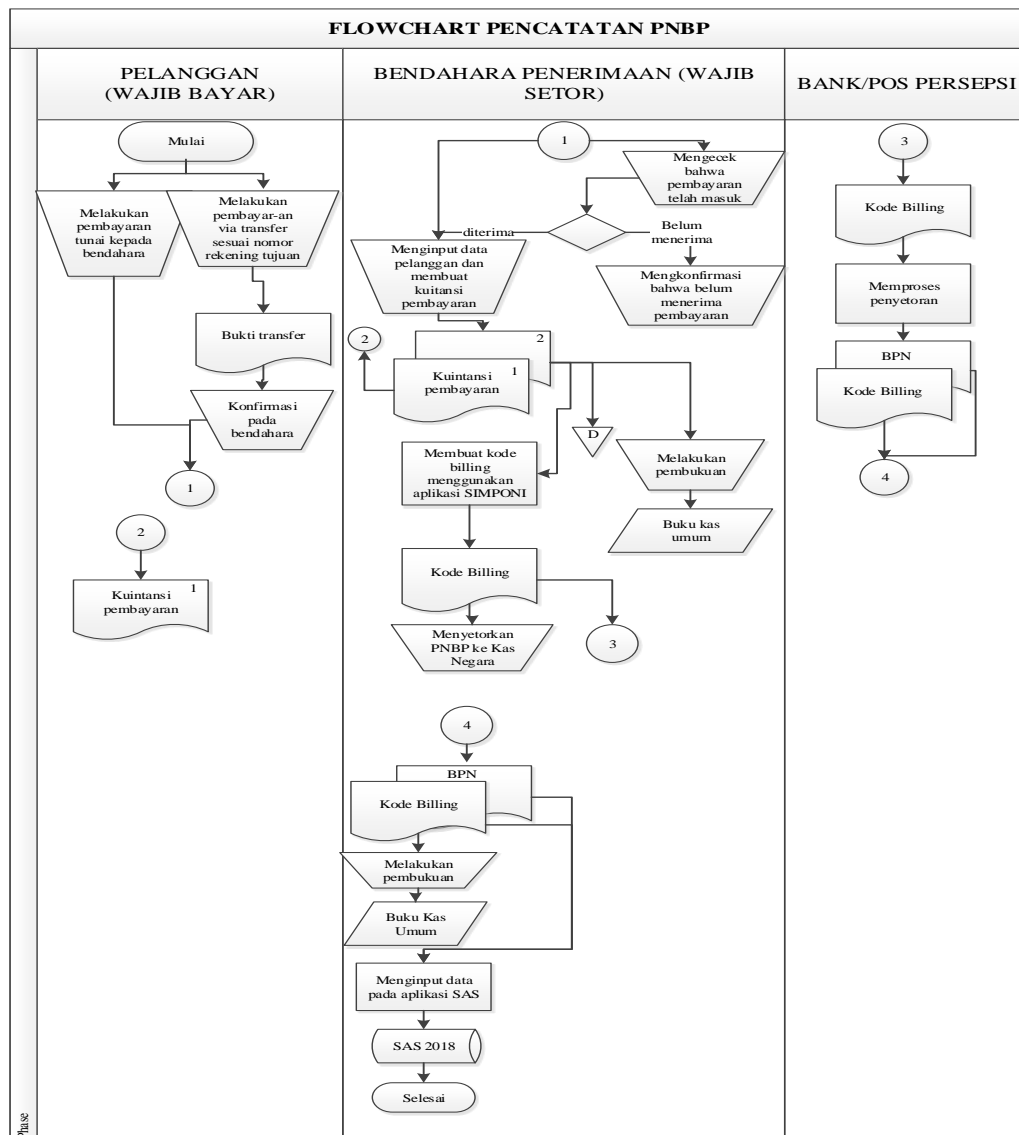 FLOWCHART PENCATATAN PNBP
PELANGGAN
(WAJIB BAYAR)
BENDAHARA PENERIMAAN (WAJIB
SETOR)
BANK/POS PERSEPSI
Mulai
Melakukan
pembayaran
tunai kepada
bendahara
Melakukan
pembayar-an
via transfer
sesuai nomor
rekening tujuan
Bukti transfer
Konfirmasi
pada
bendahara
1
2
Kuintansi
pembayaran
1
1
Mengecek
bahwa
pembayaran
telah masuk
diterima
Belum
menerima
Menginput data
pelanggan dan
membuat
kuitansi
pembayaran
Mengkonfirmasi
bahwa belum
menerima
pembayaran
2
2
Kuintansi
pembayaran
1
D
Membuat kode
billing
menggunakan
aplikasi SIMPONI
Melakukan
pembukuan
Buku kas
umum
Kode Billing
Menyetorkan
PNBP ke Kas
Negara
3
4
BPN
Kode Billing
Melakukan
pembukuan
Buku Kas
Umum
Menginput data
pada aplikasi SAS
SAS 2018
Selesai
3
Kode Billing
Memproses
penyetoran
BPN
Kode Billing
4
Phase